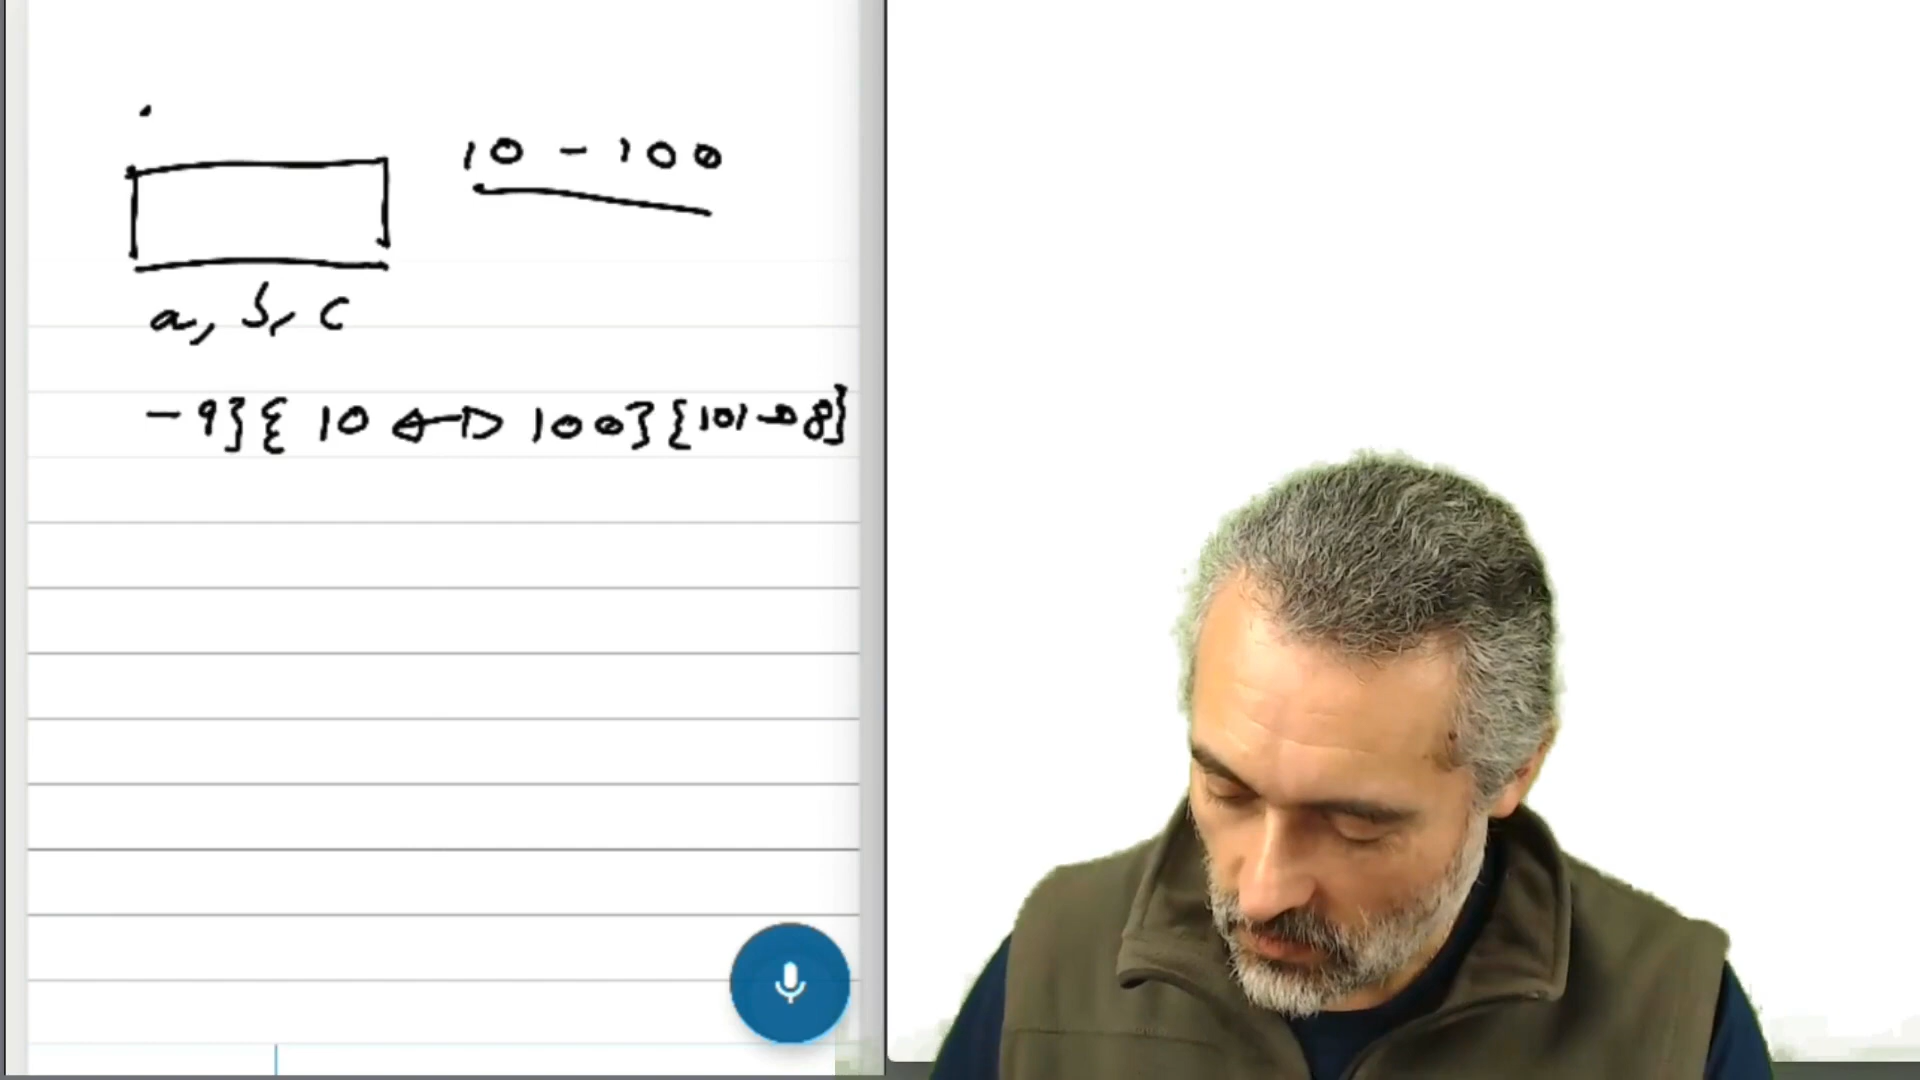 10 - 100
a, b, c
- 9}{ 10 ↔ 100}{101 → 8}